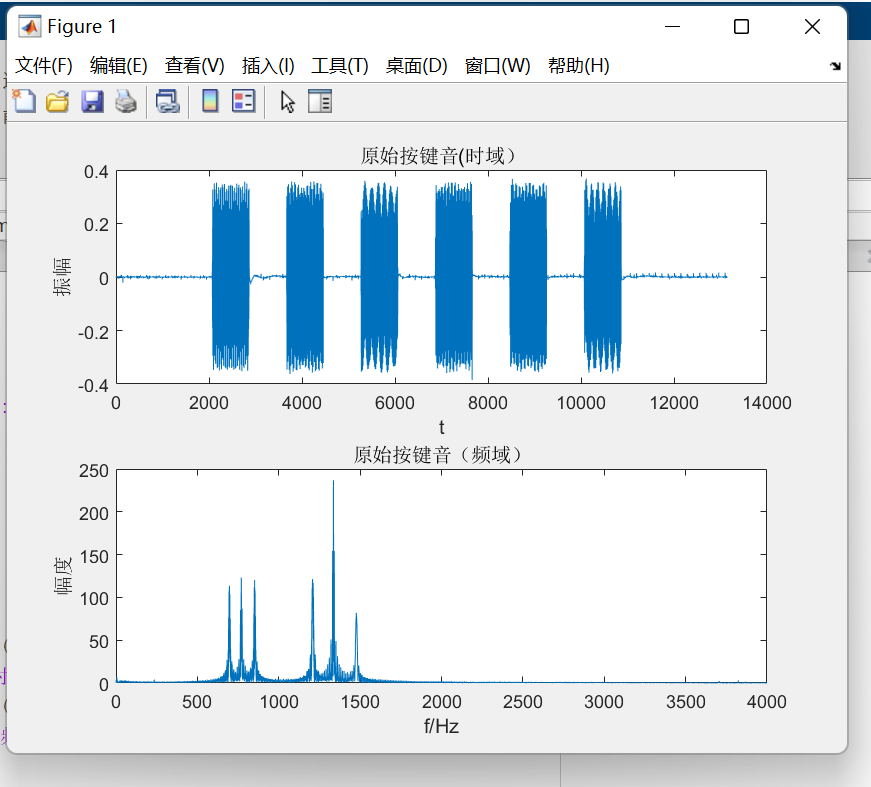 Figure 1
文件(F) 编辑(E) 查看(V) 插入(I) 工具(T) 桌面(D) 窗口(W) 帮助(H)
原始按键音(时域）
0.4
0.2
0
-0.2
-0.4
振幅
0 2000 4000 6000 8000 10000 12000 14000
t
原始按键音（频域）
250
200
150
100
50
0
幅度
0 500 1000 1500 2000 2500 3000 3500 4000
f/Hz